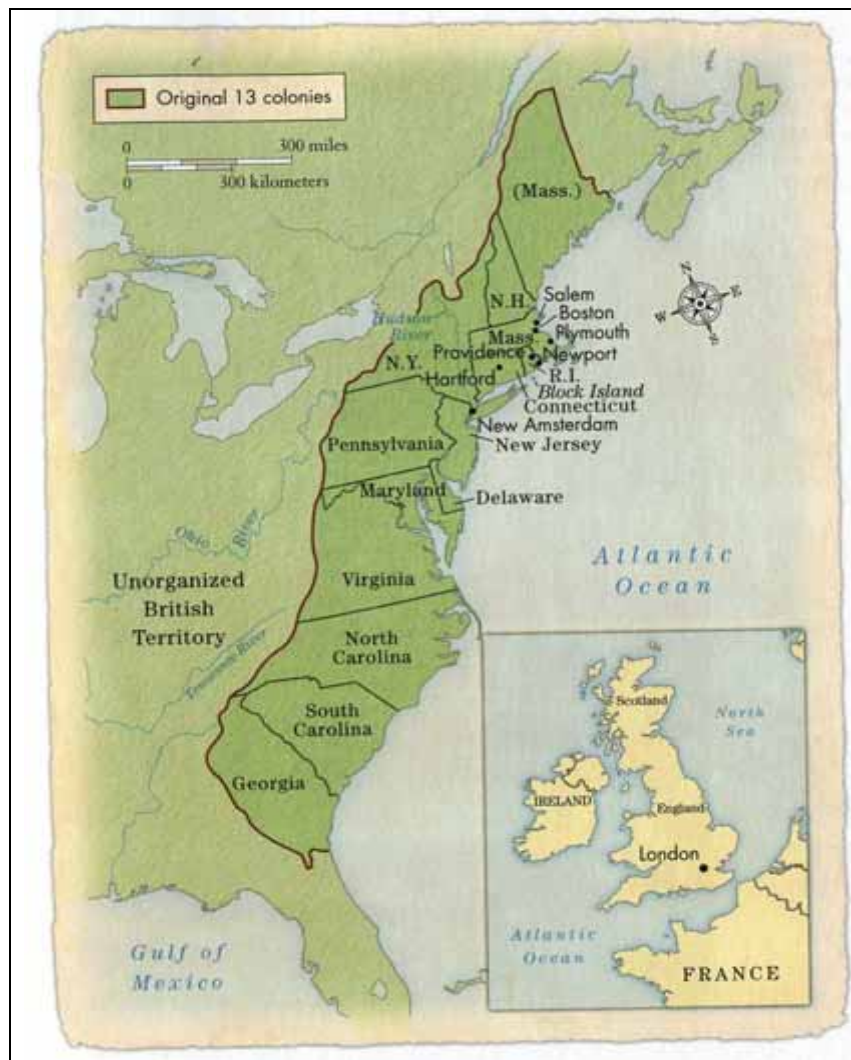 Original 13 colonies
0 300 miles
0 300 kilometers
(Mass.)
N
E
W
S
N.H.
Salem
Boston
Hudson
River
Mass.
Plymouth
Providence
Newport
N.Y.
R.I.
Hartford
Block Island
Connecticut
New Amsterdam
Pennsylvania
New Jersey
Maryland
Delaware
Ohio
River
Atlantic
Ocean
Unorganized
British
Territory
Virginia
Tennessee River
North
Carolina
South
Carolina
Georgia
Gulf of
Mexico
Scotland
North
Sea
IRELAND
England
London
Atlantic
Ocean
FRANCE